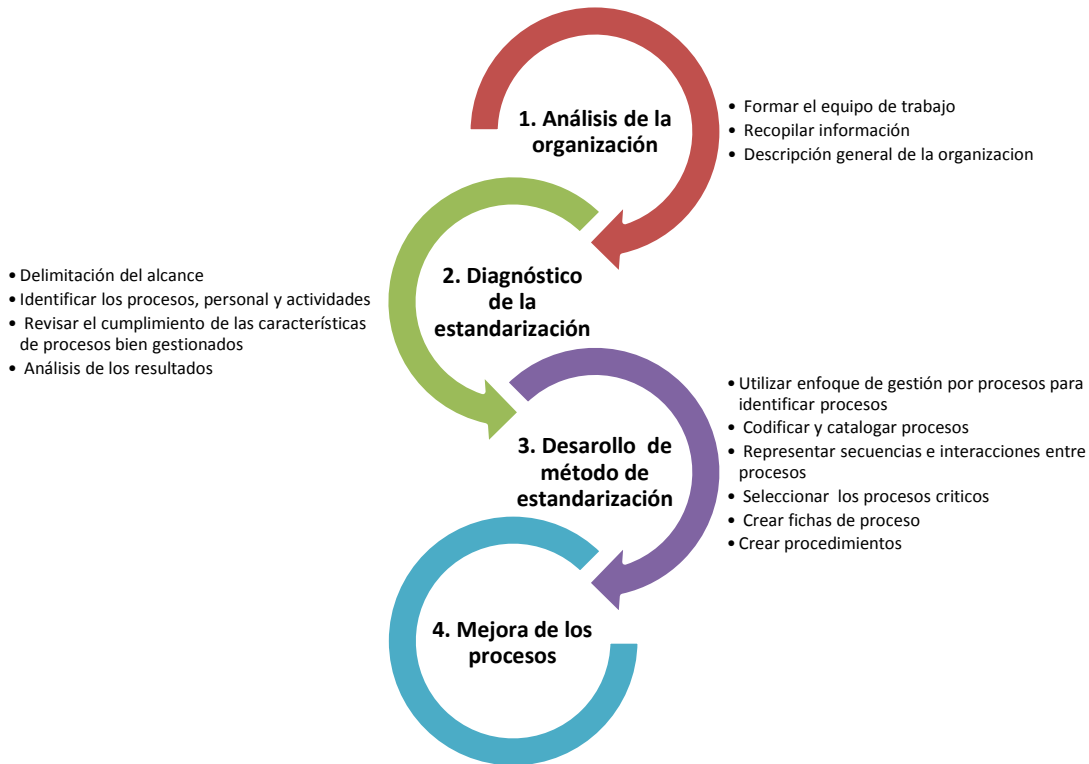 1. Análisis de la
organización
• Formar el equipo de trabajo
• Recopilar información
• Descripción general de la organizacion
2. Diagnóstico
de la
estandarización
• Delimitación del alcance
• Identificar los procesos, personal y actividades
• Revisar el cumplimiento de las características
de procesos bien gestionados
• Análisis de los resultados
3. Desarollo de
método de
estandarización
• Utilizar enfoque de gestión por procesos para
identificar procesos
• Codificar y catalogar procesos
• Representar secuencias e interacciones entre
procesos
• Seleccionar los procesos criticos
• Crear fichas de proceso
• Crear procedimientos
4. Mejora de los
procesos